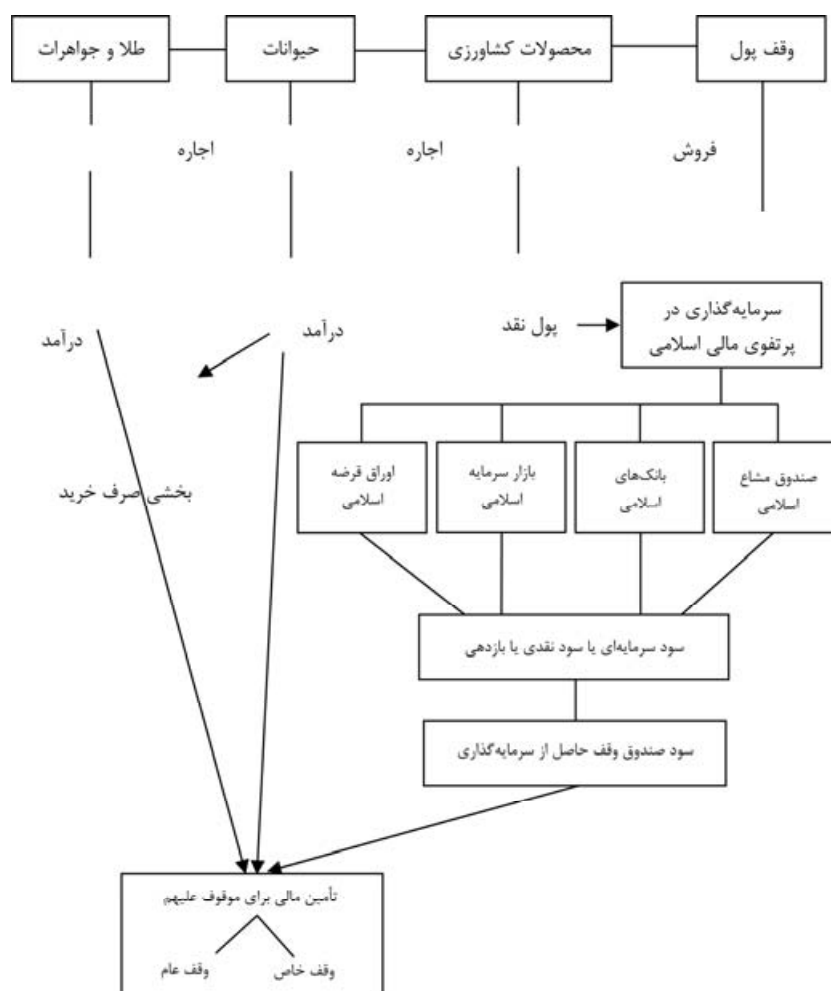 وقف پول
محصولات کشاورزی
حیوانات
طلا و جواهرات
فروش
اجاره
اجاره
سرمایه‌گذاری در
پرتفوی مالی اسلامی
پول نقد
درآمد
درآمد
صندوق مشاع
اسلامی
بانک‌های
اسلامی
بازار سرمایه
اسلامی
اوراق قرضه
اسلامی
بخشی صرف خرید
سود سرمایه‌ای یا سود نقدی یا بازدهی
سود صندوق وقف حاصل از سرمایه‌گذاری
تأمین مالی برای موقوف علیهم
وقف خاص
وقف عام